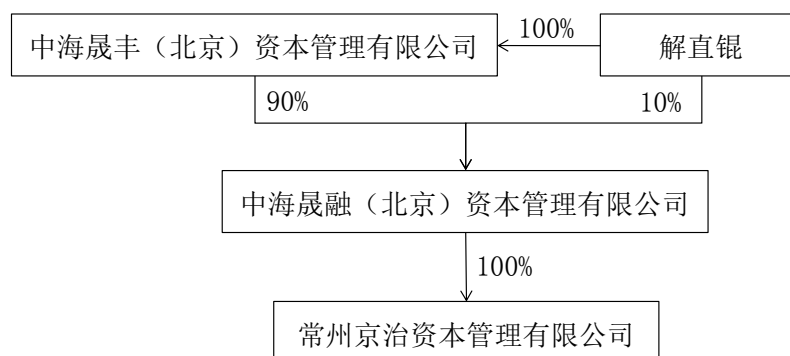 中海晟丰（北京）资本管理有限公司
100%
解直锟
90%
10%
中海晟融（北京）资本管理有限公司
100%
常州京治资本管理有限公司